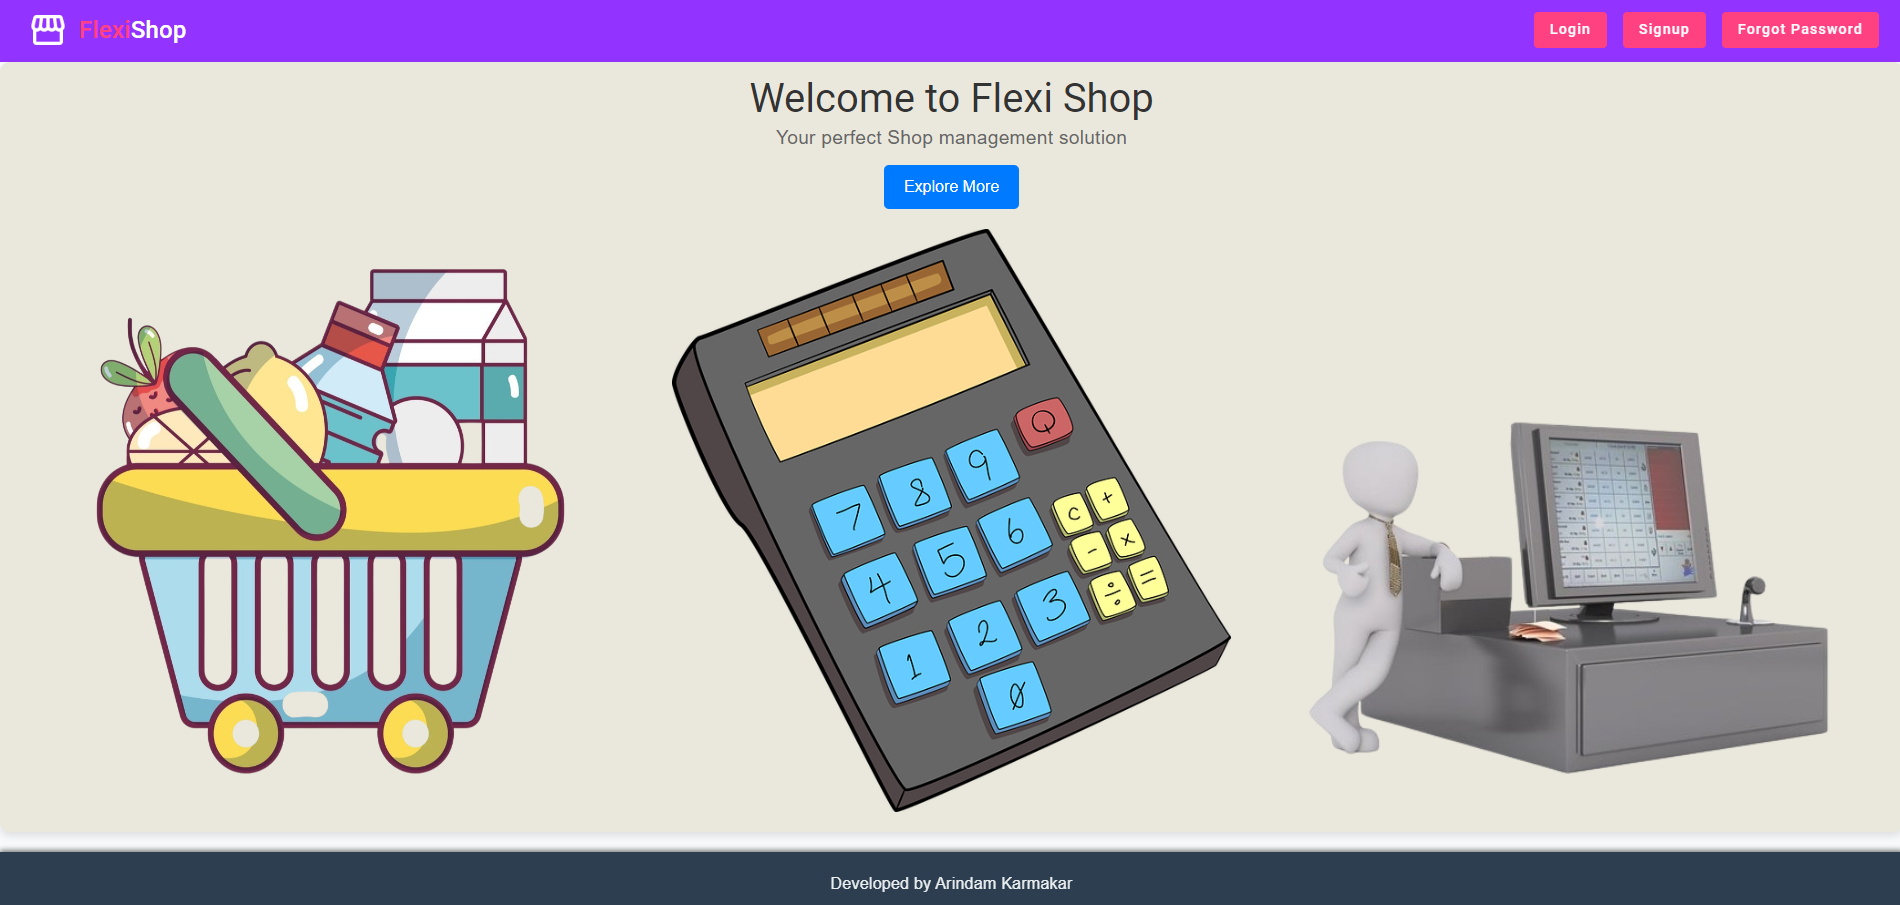 FlexiShop
Login
Signup
Forgot Password
Welcome to Flexi Shop
Your perfect Shop management solution
Explore More
Q
7 8 9
C +
4 5 6
- x
1 2 3
÷ =
0
Developed by Arindam Karmakar